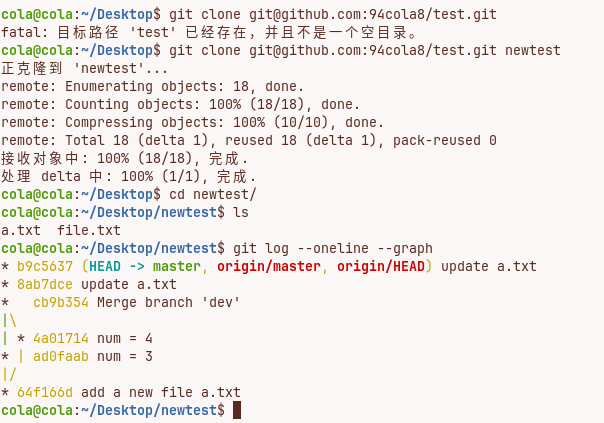 cola@cola:~/Desktop$ git clone git@github.com:94cola8/test.git
fatal: 目标路径 'test' 已经存在，并且不是一个空目录。
cola@cola:~/Desktop$ git clone git@github.com:94cola8/test.git newtest
正克隆到 'newtest'...
remote: Enumerating objects: 18, done.
remote: Counting objects: 100% (18/18), done.
remote: Compressing objects: 100% (10/10), done.
remote: Total 18 (delta 1), reused 18 (delta 1), pack-reused 0
接收对象中: 100% (18/18), 完成.
处理 delta 中: 100% (1/1), 完成.
cola@cola:~/Desktop$ cd newtest/
cola@cola:~/Desktop/newtest$ ls
a.txt  file.txt
cola@cola:~/Desktop/newtest$ git log --oneline --graph
* b9c5637 (HEAD -> master, origin/master, origin/HEAD) update a.txt
* 8ab7dce update a.txt
*   cb9b354 Merge branch 'dev'
|\
| * 4a01714 num = 4
* | ad0faab num = 3
|/
* 64f166d add a new file a.txt
cola@cola:~/Desktop/newtest$